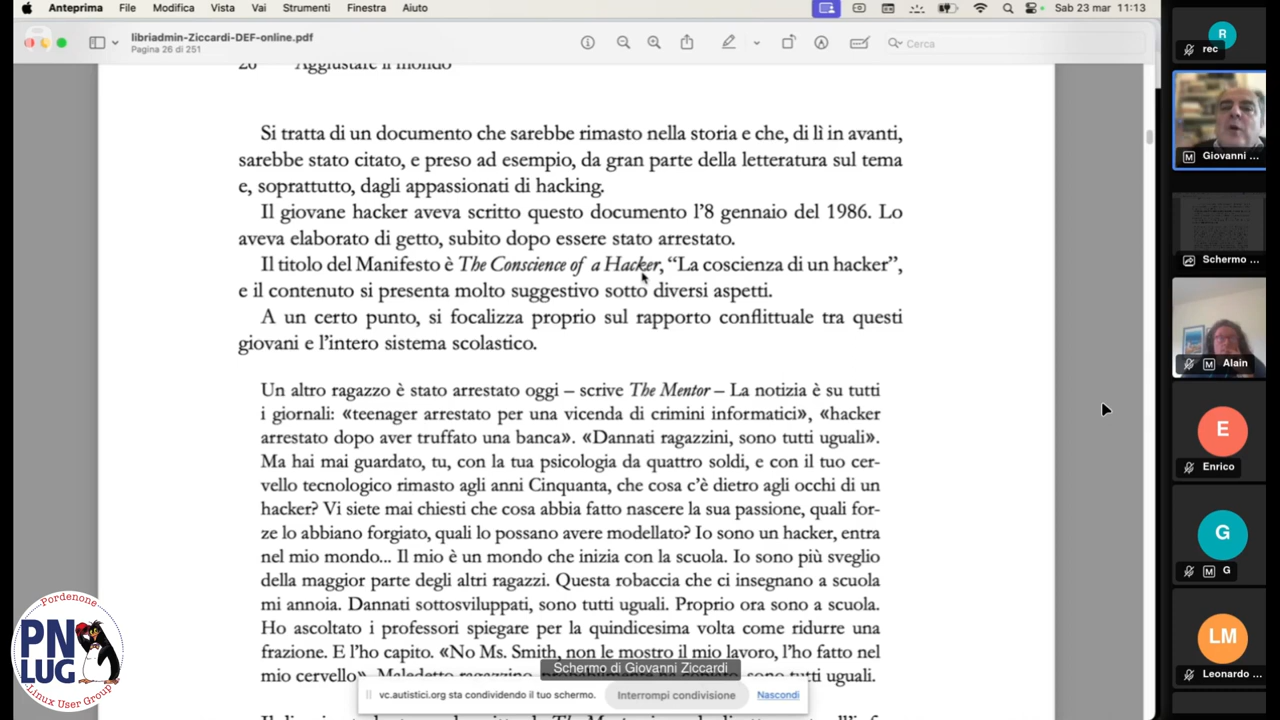 Anteprima File Modifica Vista Vai Strumenti Finestra Aiuto Sab 23 mar 11:13
libriadmin-Ziccardi-DEF-online.pdf
Pagina 26 di 251
Cerca
26 Aggiustare il mondo
Si tratta di un documento che sarebbe rimasto nella storia e che, di lì in avanti,
sarebbe stato citato, e preso ad esempio, da gran parte della letteratura sul tema
e, soprattutto, dagli appassionati di hacking.
Il giovane hacker aveva scritto questo documento l'8 gennaio del 1986. Lo
aveva elaborato di getto, subito dopo essere stato arrestato.
Il titolo del Manifesto è The Conscience of a Hacker, “La coscienza di un hacker”,
e il contenuto si presenta molto suggestivo sotto diversi aspetti.
A un certo punto, si focalizza proprio sul rapporto conflittuale tra questi
giovani e l'intero sistema scolastico.
Un altro ragazzo è stato arrestato oggi – scrive The Mentor – La notizia è su tutti
i giornali: «teenager arrestato per una vicenda di crimini informatici», «hacker
arrestato dopo aver truffato una banca». «Dannati ragazzini, sono tutti uguali».
Ma hai mai guardato, tu, con la tua psicologia da quattro soldi, e con il tuo cer-
vello tecnologico rimasto agli anni Cinquanta, che cosa c'è dietro agli occhi di un
hacker? Vi siete mai chiesti che cosa abbia fatto nascere la sua passione, quali for-
ze lo abbiano forgiato, quali lo possano avere modellato? Io sono un hacker, entra
nel mio mondo... Il mio è un mondo che inizia con la scuola. Io sono più sveglio
della maggior parte degli altri ragazzi. Questa robaccia che ci insegnano a scuola
mi annoia. Dannati sottosviluppati, sono tutti uguali. Proprio ora sono a scuola.
Ho ascoltato i professori spiegare per la quindicesima volta come ridurre una
frazione. E l'ho capito. «No Ms. Smith, non le mostro il mio lavoro, l'ho fatto nel
mio cervello». Maledetto ragazzino, tutti uguali.
Schermo di Giovanni Ziccardi
vc.autistici.org sta condividendo il tuo schermo. Interrompi condivisione Nascondi
R
rec
Giovanni ...
Schermo ...
Alain
E
Enrico
G
G
LM
Leonardo ...
Pordenone
PN
LUG
Linux User Group